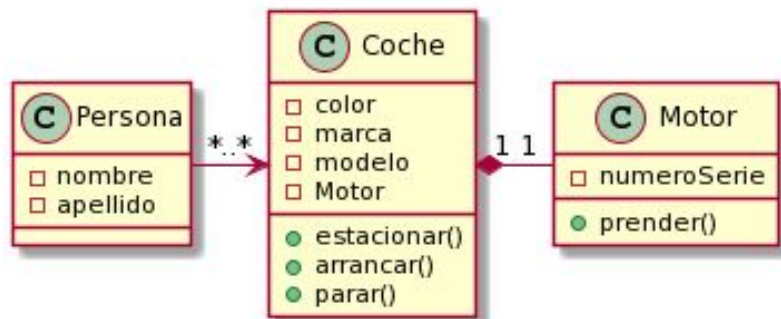 C Persona
nombre
apellido
*..*
C Coche
color
marca
modelo
Motor
estacionar()
arrancar()
parar()
1 1
C Motor
numeroSerie
prender()